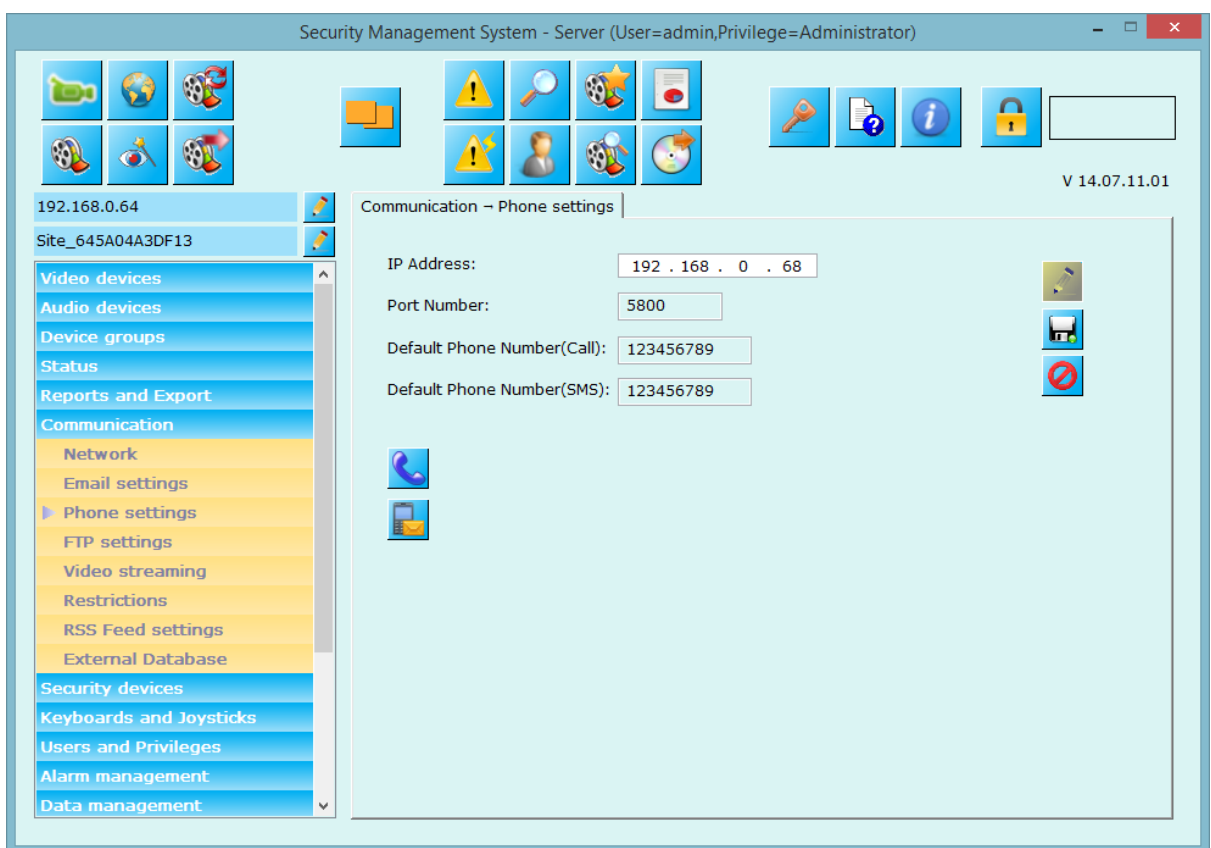 Security Management System - Server (User=admin,Privilege=Administrator)
V 14.07.11.01
192.168.0.64
Site_645A04A3DF13
Video devices
Audio devices
Device groups
Status
Reports and Export
Communication
Network
Email settings
Phone settings
FTP settings
Video streaming
Restrictions
RSS Feed settings
External Database
Security devices
Keyboards and Joysticks
Users and Privileges
Alarm management
Data management
Communication → Phone settings
IP Address: 192 . 168 . 0 . 68
Port Number: 5800
Default Phone Number(Call): 123456789
Default Phone Number(SMS): 123456789